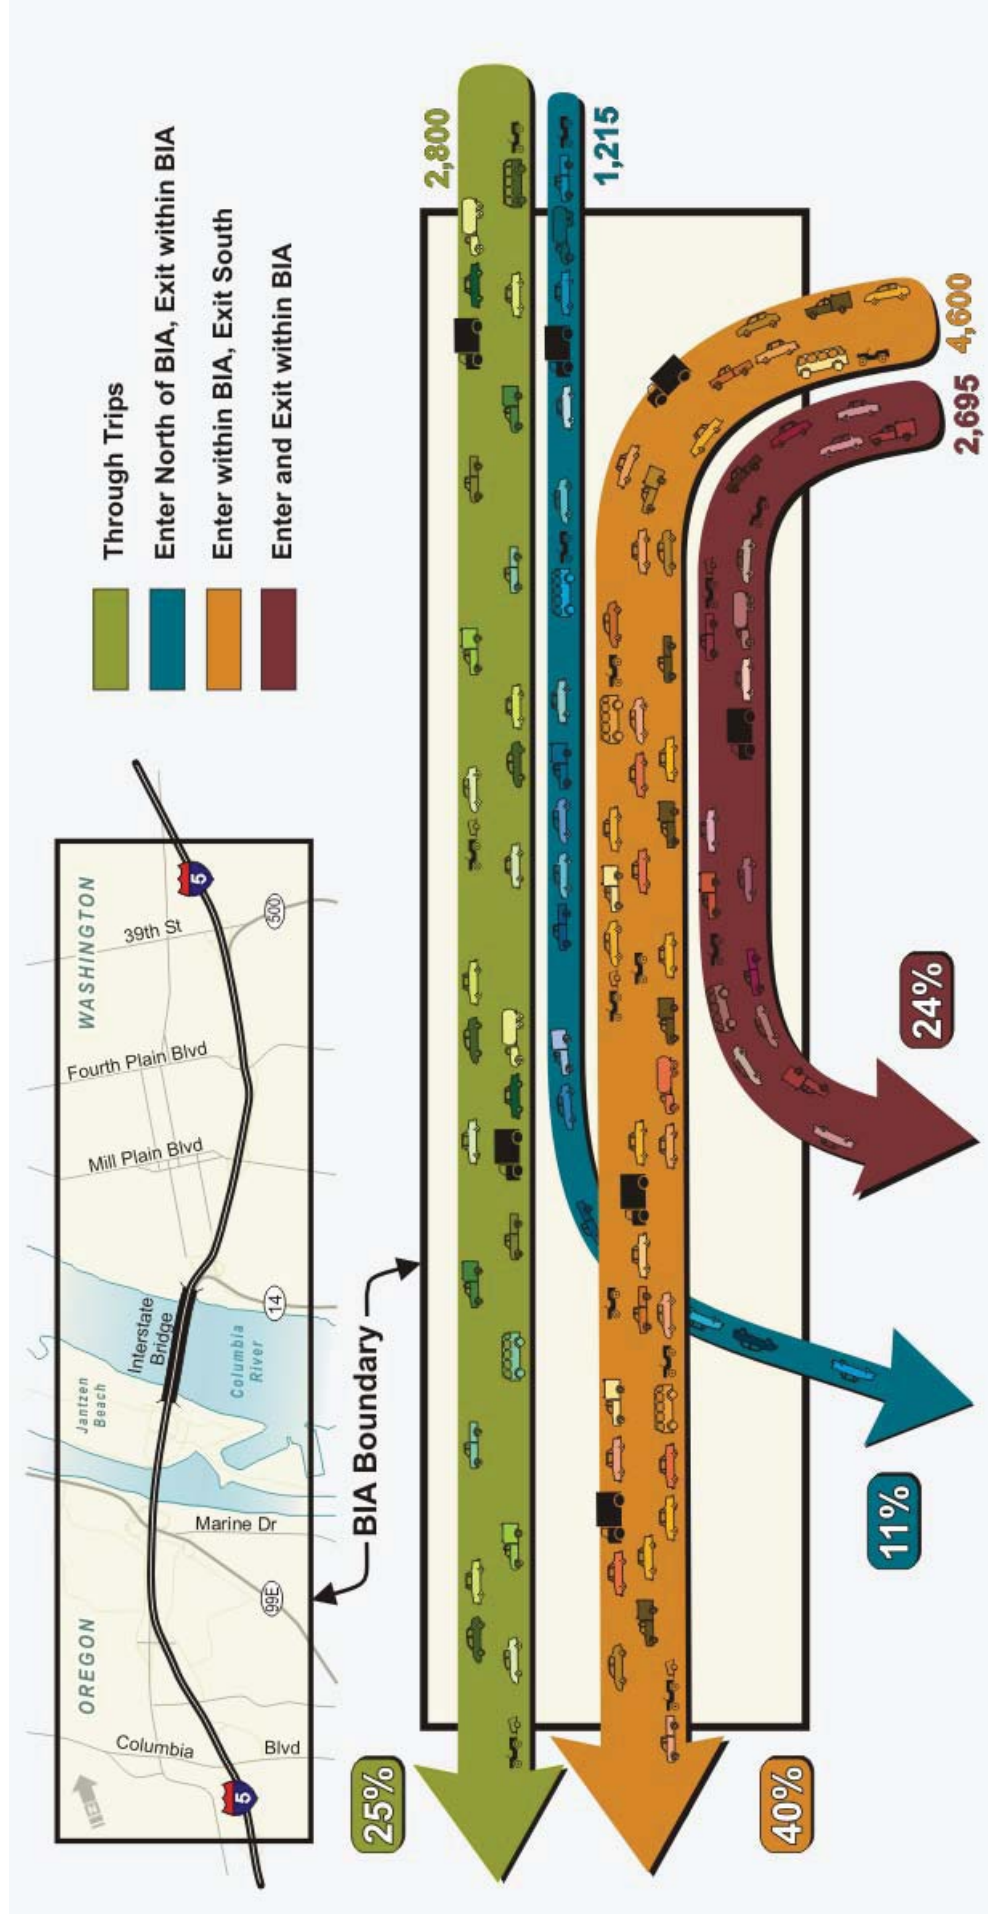 WASHINGTON
OREGON
5
39th St
500
Fourth Plain Blvd
Mill Plain Blvd
14
Interstate
Bridge
Columbia
River
Jantzen
Beach
Marine Dr
99E
Columbia
Blvd
5
Through Trips
Enter North of BIA, Exit within BIA
Enter within BIA, Exit South
Enter and Exit within BIA
BIA Boundary
2,800
1,215
4,600
2,695
25%
40%
11%
24%